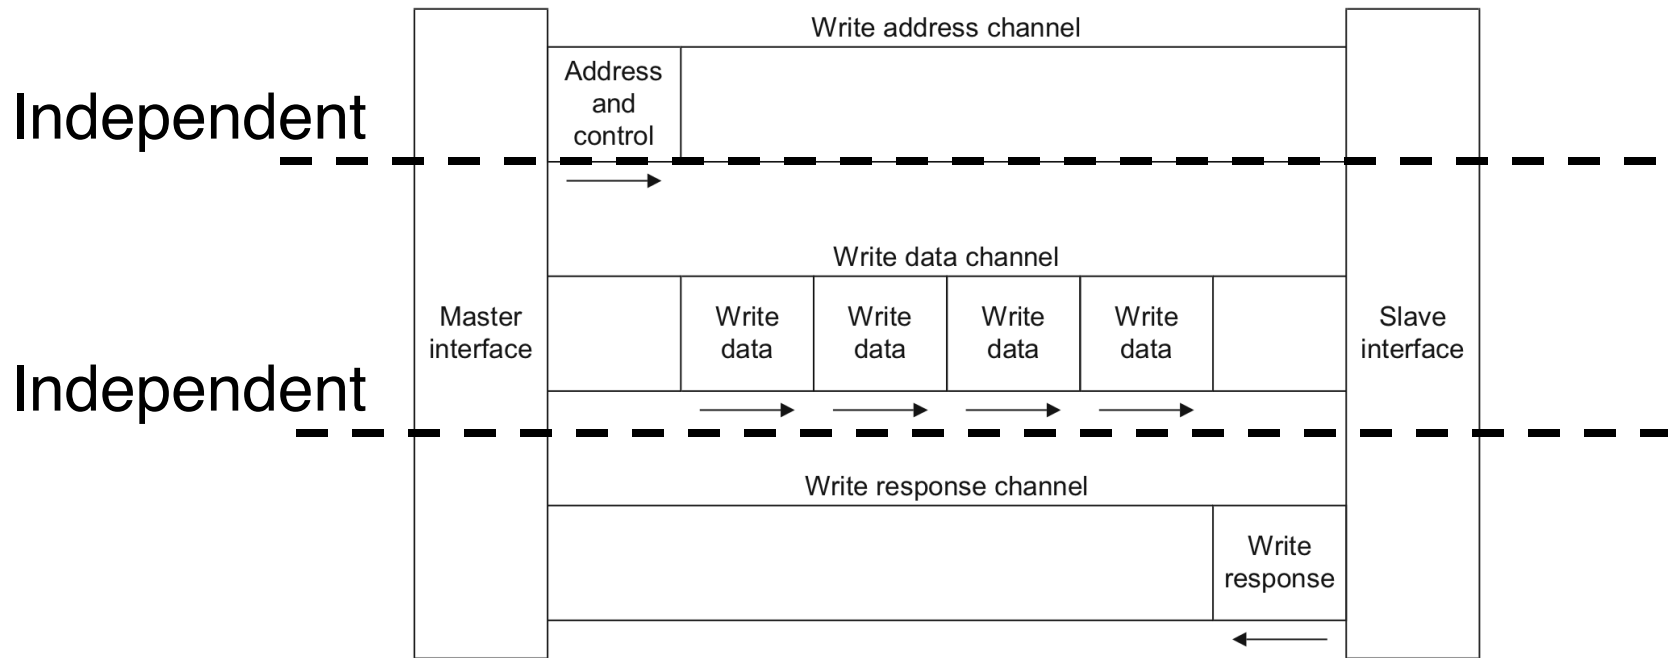 Write address channel
Address
and
control
Independent
Write data channel
Master
interface
Write
data
Write
data
Write
data
Write
data
Slave
interface
Independent
Write response channel
Write
response